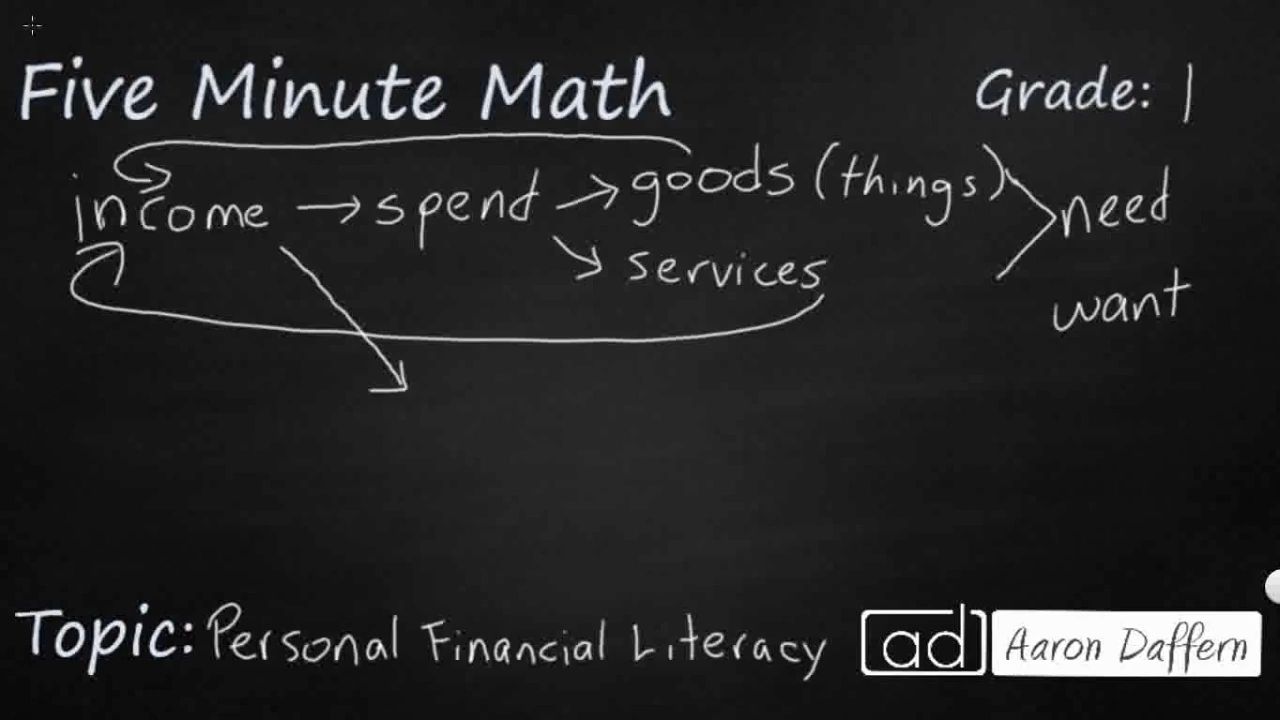 Five Minute Math
Grade: 1
income → spend → goods (things)
need
services
want
Topic: Personal Financial Literacy
ad Aaron Daffern